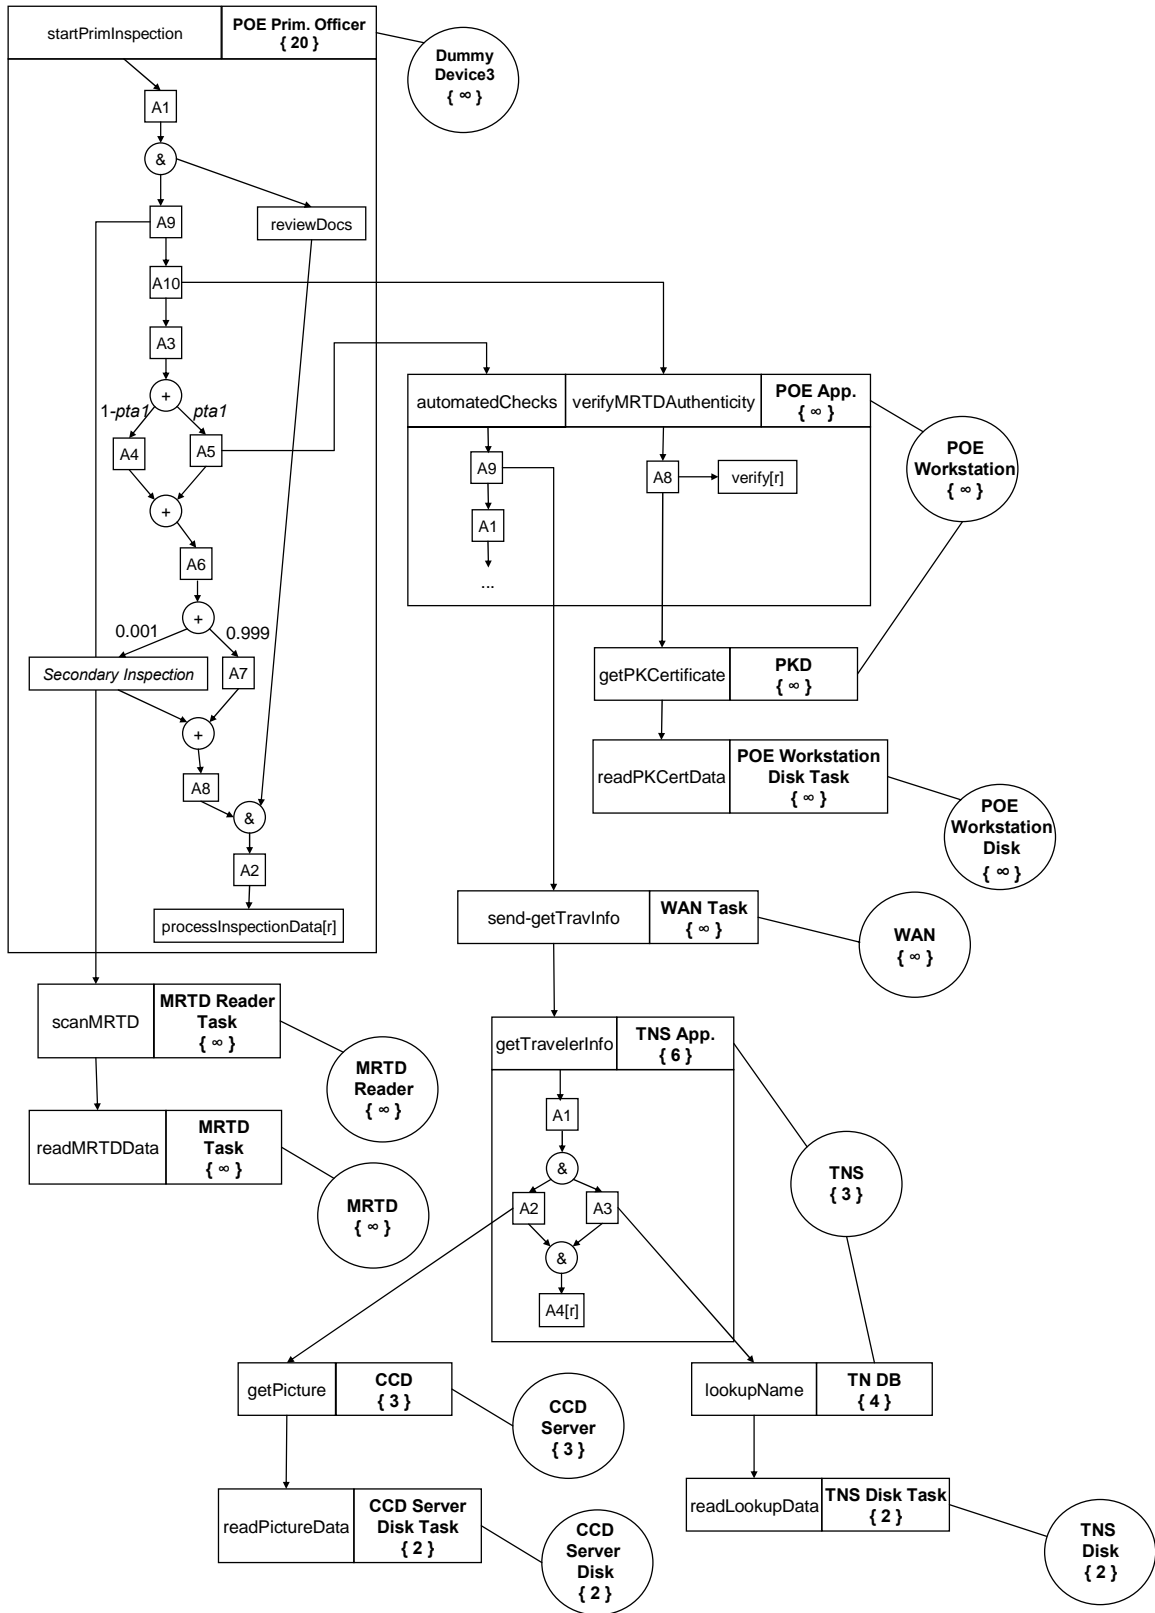 startPrimInspection
POE Prim. Officer
{ 20 }
Dummy
Device3
{ ∞ }
A1
&
A9
reviewDocs
A10
A3
+
1-pta1
pta1
A4
A5
+
A6
+
0.001
0.999
Secondary Inspection
A7
+
A8
&
A2
processInspectionData[r]
automatedChecks
verifyMRTDAuthenticity
POE App.
{ ∞ }
A9
A8
verify[r]
A1
...
POE
Workstation
{ ∞ }
getPKCertificate
PKD
{ ∞ }
readPKCertData
POE Workstation
Disk Task
{ ∞ }
POE
Workstation
Disk
{ ∞ }
send-getTravInfo
WAN Task
{ ∞ }
WAN
{ ∞ }
scanMRTD
MRTD Reader
Task
{ ∞ }
MRTD
Reader
{ ∞ }
readMRTDData
MRTD
Task
{ ∞ }
MRTD
{ ∞ }
getTravelerInfo
TNS App.
{ 6 }
A1
&
A2
A3
&
A4[r]
TNS
{ 3 }
getPicture
CCD
{ 3 }
CCD
Server
{ 3 }
lookupName
TN DB
{ 4 }
readPictureData
CCD Server
Disk Task
{ 2 }
CCD
Server
Disk
{ 2 }
readLookupData
TNS Disk Task
{ 2 }
TNS
Disk
{ 2 }